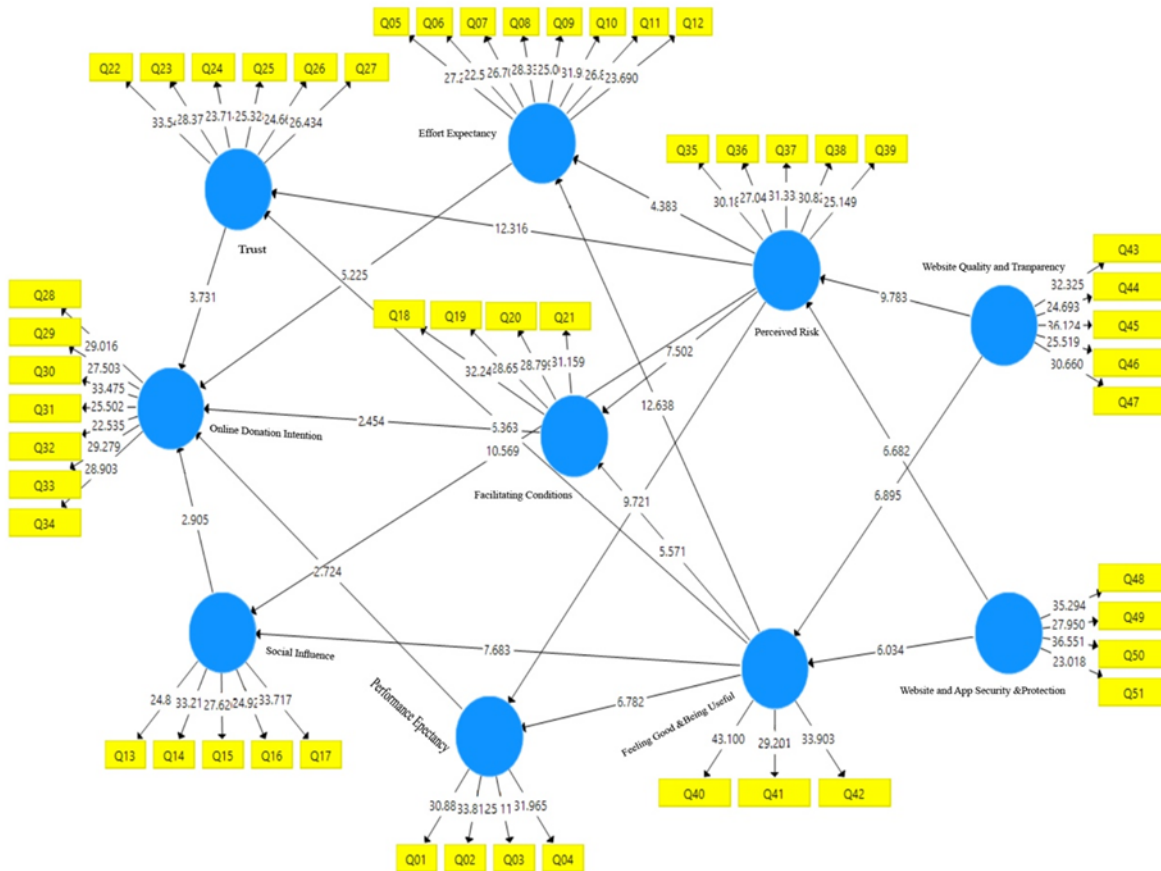 Q05 Q06 Q07 Q08 Q09 Q10 Q11 Q12
Q22 Q23 Q24 Q25 Q26 Q27
23.690
26.434
Effort Expectancy
Q35 Q36 Q37 Q38 Q39
25.149
4.383
12.316
Trust
Website Quality and Tranparency
Q43
Q44
Q45
Q46
Q47
32.325
24.693
36.124
25.519
30.660
9.783
Perceived Risk
5.225
3.731
Q28
Q29
Q30
Q31
Q32
Q33
Q34
29.016
27.503
33.475
25.502
22.535
29.279
28.903
Q18 Q19 Q20 Q21
31.159
7.502
12.638
2.454
5.363
10.569
Online Donation Intention
Facilitating Conditions
6.682
6.895
9.721
5.571
2.905
2.724
Q48
Q49
Q50
Q51
35.294
27.950
36.551
23.018
6.034
Website and App Security &Protection
7.683
Social Influence
6.782
Performance Epectancy
Feeling Good &Being Useful
33.717
Q13 Q14 Q15 Q16 Q17
43.100 29.201 33.903
Q40 Q41 Q42
31.965
Q01 Q02 Q03 Q04